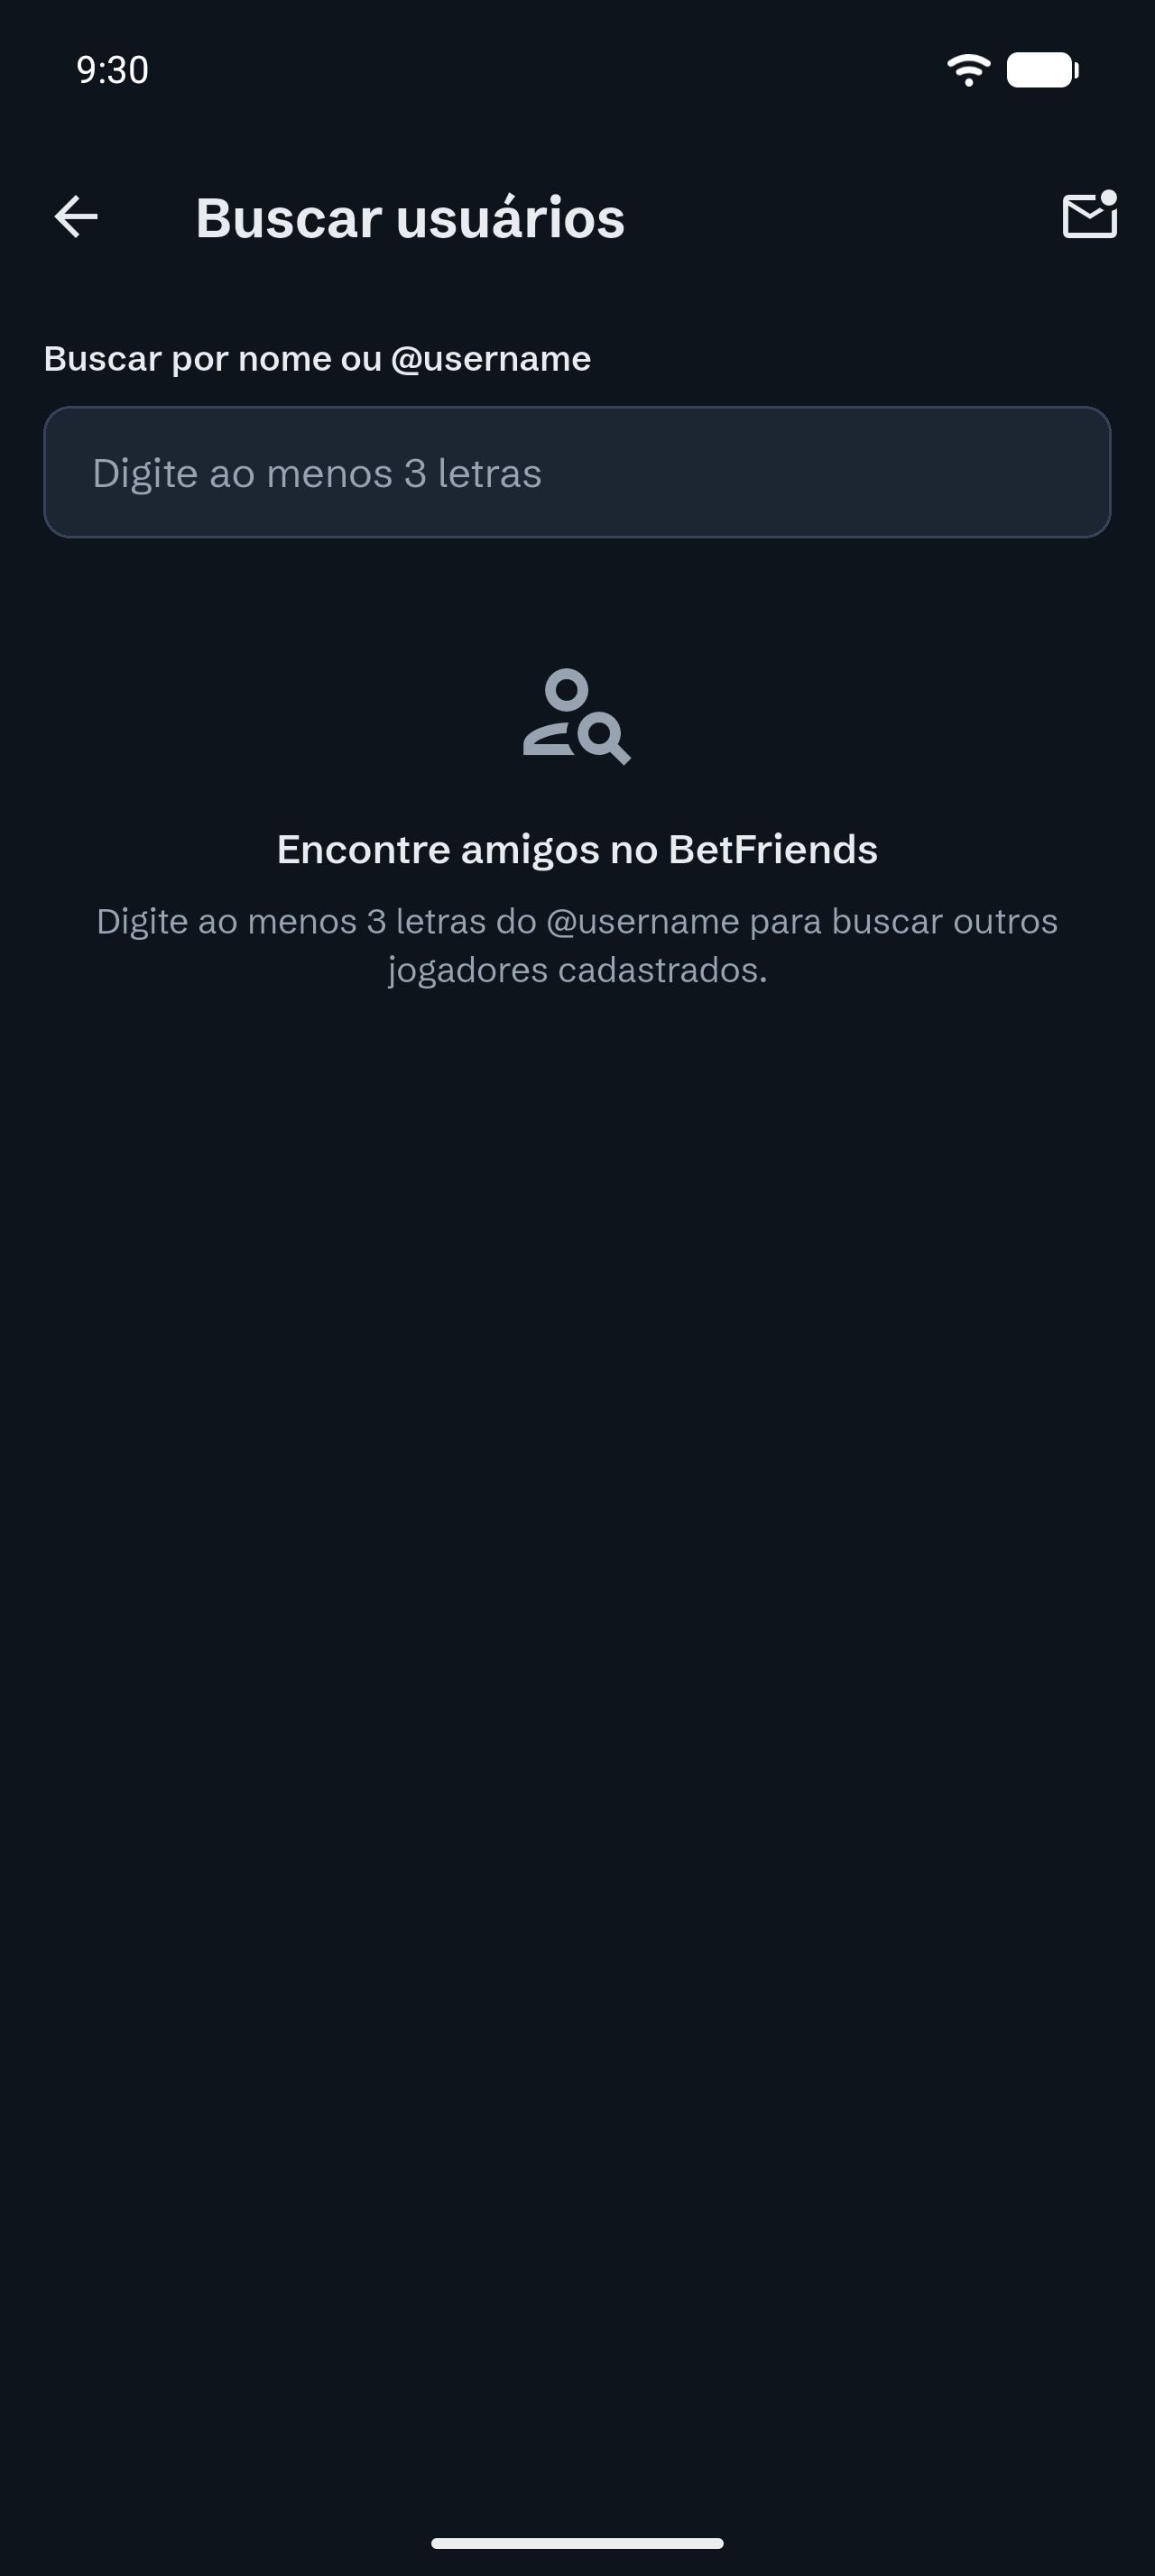 9:30
Buscar usuários
Buscar por nome ou @username
Digite ao menos 3 letras
Encontre amigos no BetFriends
Digite ao menos 3 letras do @username para buscar outros
jogadores cadastrados.